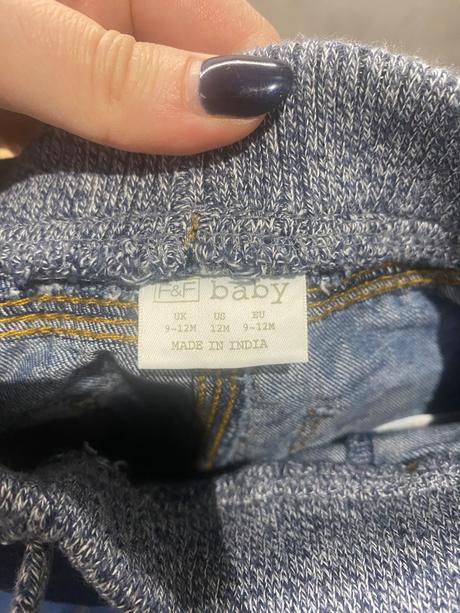 F&F baby
UK US EU
9-12M 12M 9-12M
MADE IN INDIA